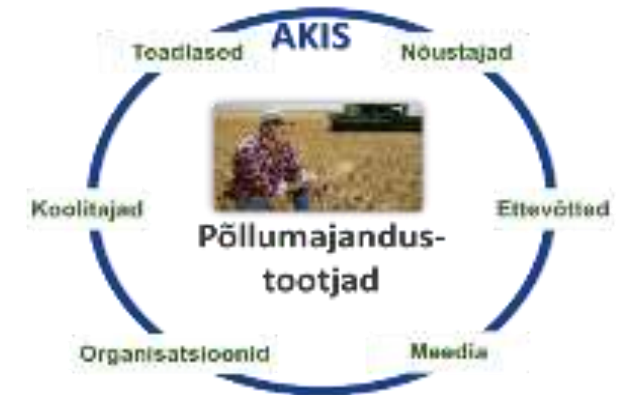 AKIS
Teadlased
Nõustajad
Koolitajad
Ettevõtted
Põllumajandus-
tootjad
Organisatsioonid
Meedia